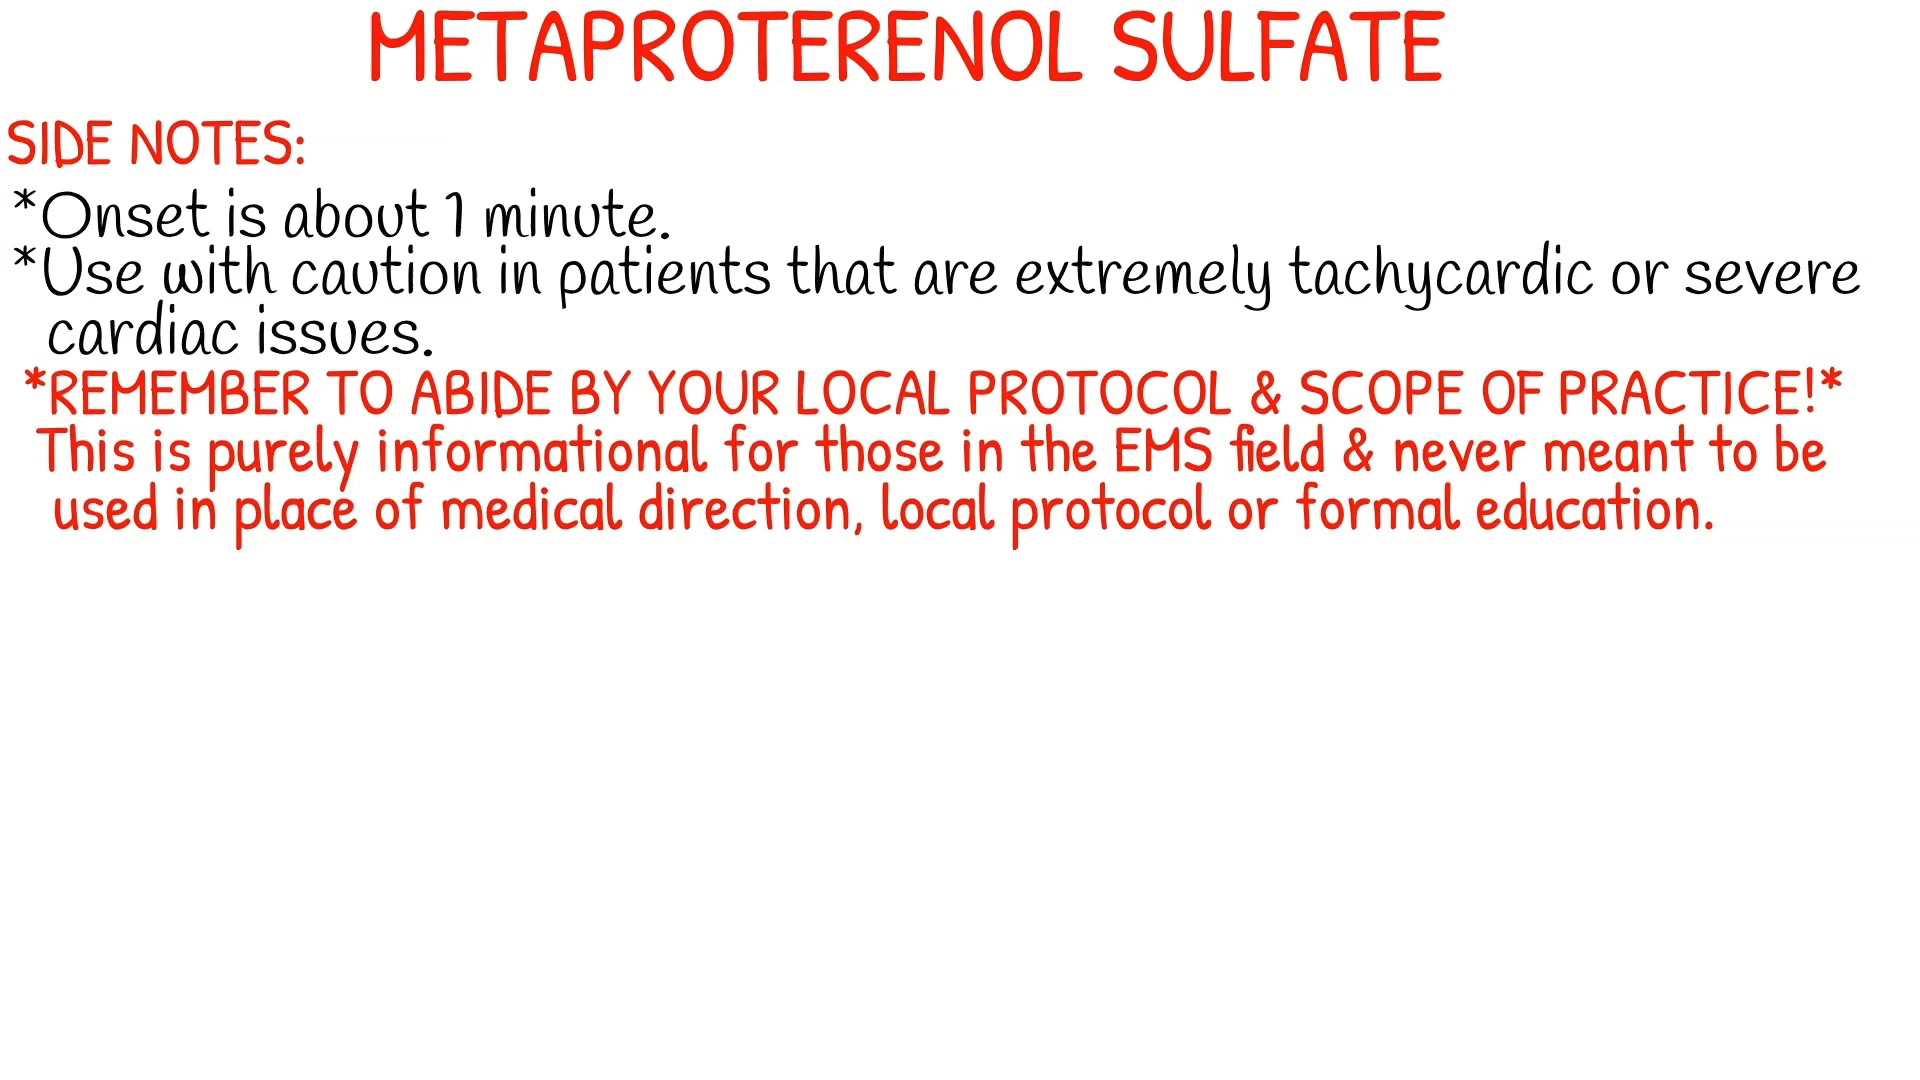 METAPROTERENOL SULFATE
SIDE NOTES:
*Onset is about 1 minute.
*Use with caution in patients that are extremely tachycardic or severe
cardiac issues.
*REMEMBER TO ABIDE BY YOUR LOCAL PROTOCOL & SCOPE OF PRACTICE!*
This is purely informational for those in the EMS field & never meant to be
used in place of medical direction, local protocol or formal education.